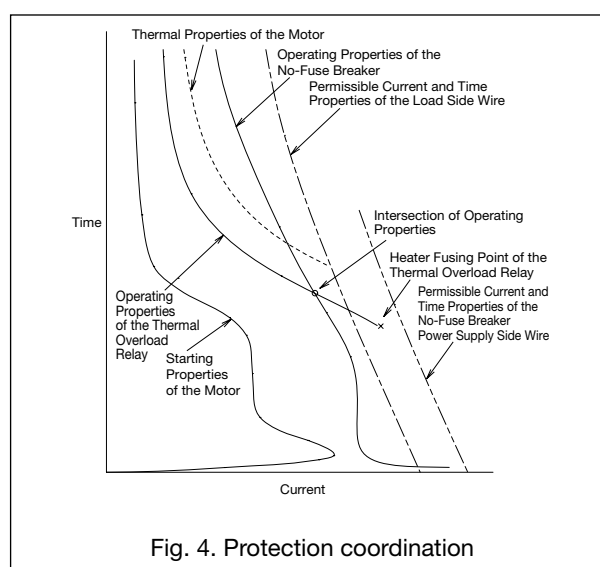 Thermal Properties of the Motor
Operating Properties of the
No-Fuse Breaker
Permissible Current and Time
Properties of the Load Side Wire
Time
Intersection of Operating
Properties
Heater Fusing Point of the
Thermal Overload Relay
Permissible Current and
Time Properties of the
No-Fuse Breaker
Power Supply Side Wire
Operating
Properties
of the Thermal
Overload
Relay
Starting
Properties
of the Motor
Current
Fig. 4. Protection coordination